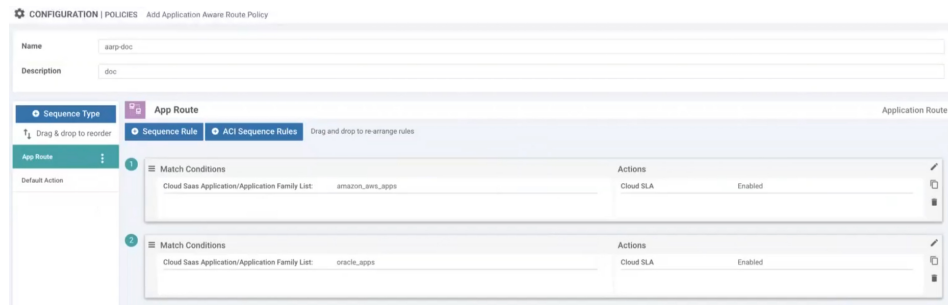 CONFIGURATION | POLICIES Add Application Aware Route Policy
Name aarp-doc
Description doc
Sequence Type
Drag & drop to reorder
App Route
Default Action
App Route Application Route
Sequence Rule ACI Sequence Rules Drag and drop to re-arrange rules
1 Match Conditions Actions
Cloud Saas Application/Application Family List: amazon_aws_apps Cloud SLA Enabled
2 Match Conditions Actions
Cloud Saas Application/Application Family List: oracle_apps Cloud SLA Enabled